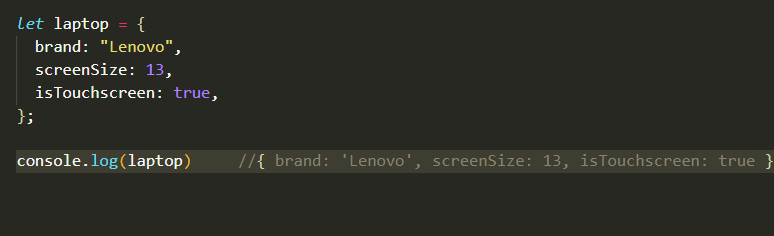 let laptop = {
  brand: "Lenovo",
  screenSize: 13,
  isTouchscreen: true,
};
console.log(laptop)     //{ brand: 'Lenovo', screenSize: 13, isTouchscreen: true }